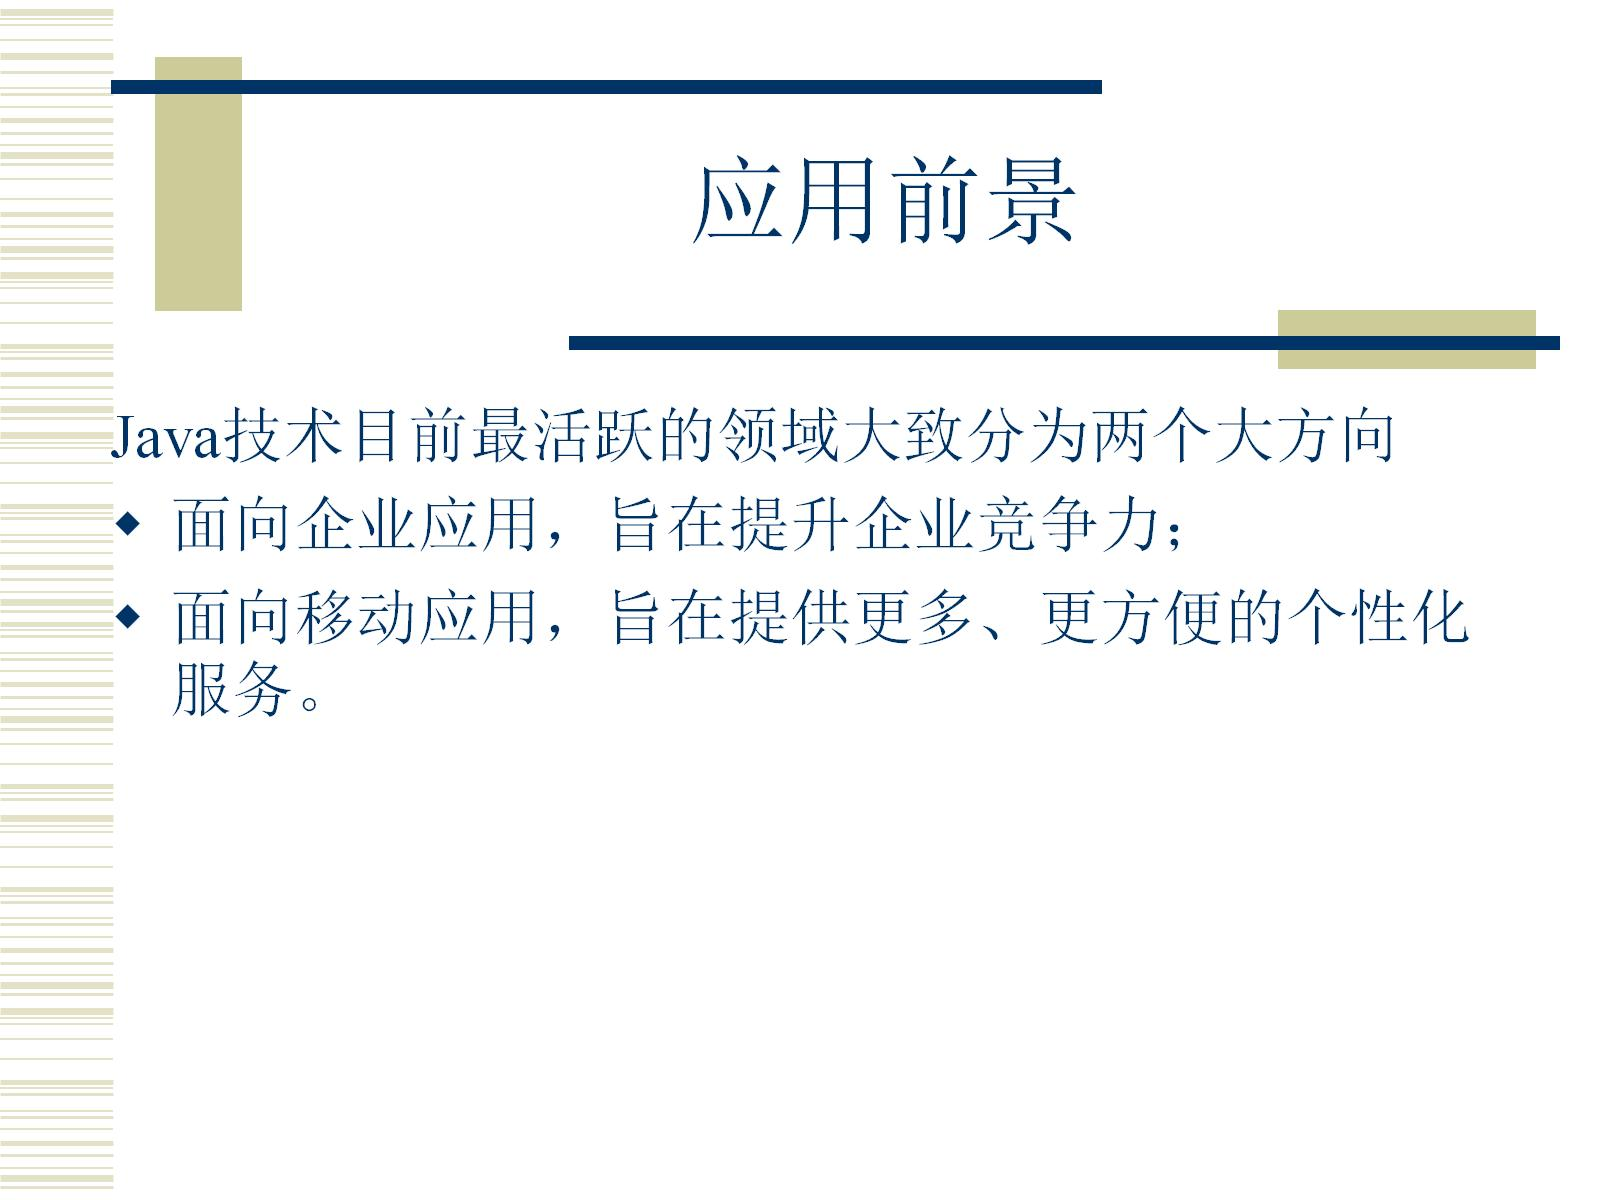 应用前景
Java技术目前最活跃的领域大致分为两个大方向
◆ 面向企业应用，旨在提升企业竞争力；
◆ 面向移动应用，旨在提供更多、更方便的个性化
服务。